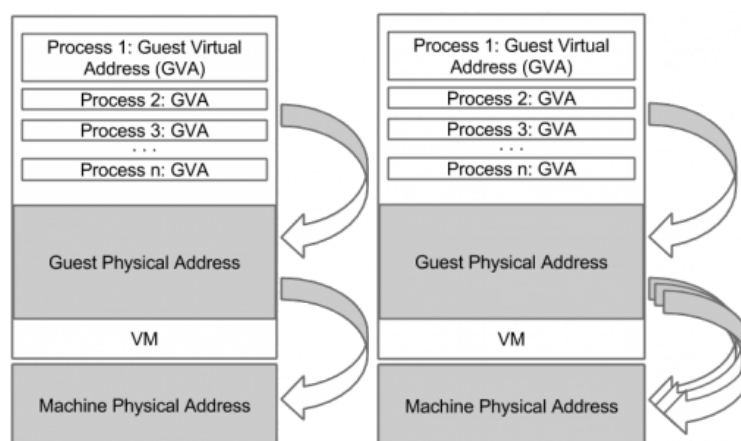 Process 1: Guest Virtual
Address (GVA)
Process 2: GVA
Process 3: GVA
. . .
Process n: GVA
Guest Physical Address
VM
Machine Physical Address
Process 1: Guest Virtual
Address (GVA)
Process 2: GVA
Process 3: GVA
. . .
Process n: GVA
Guest Physical Address
VM
Machine Physical Address